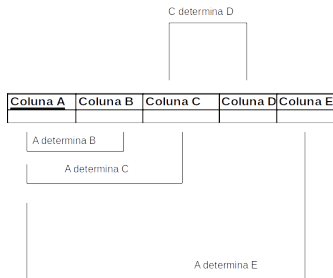 C determina D
Coluna A Coluna B Coluna C Coluna D Coluna E
A determina B
A determina C
A determina E